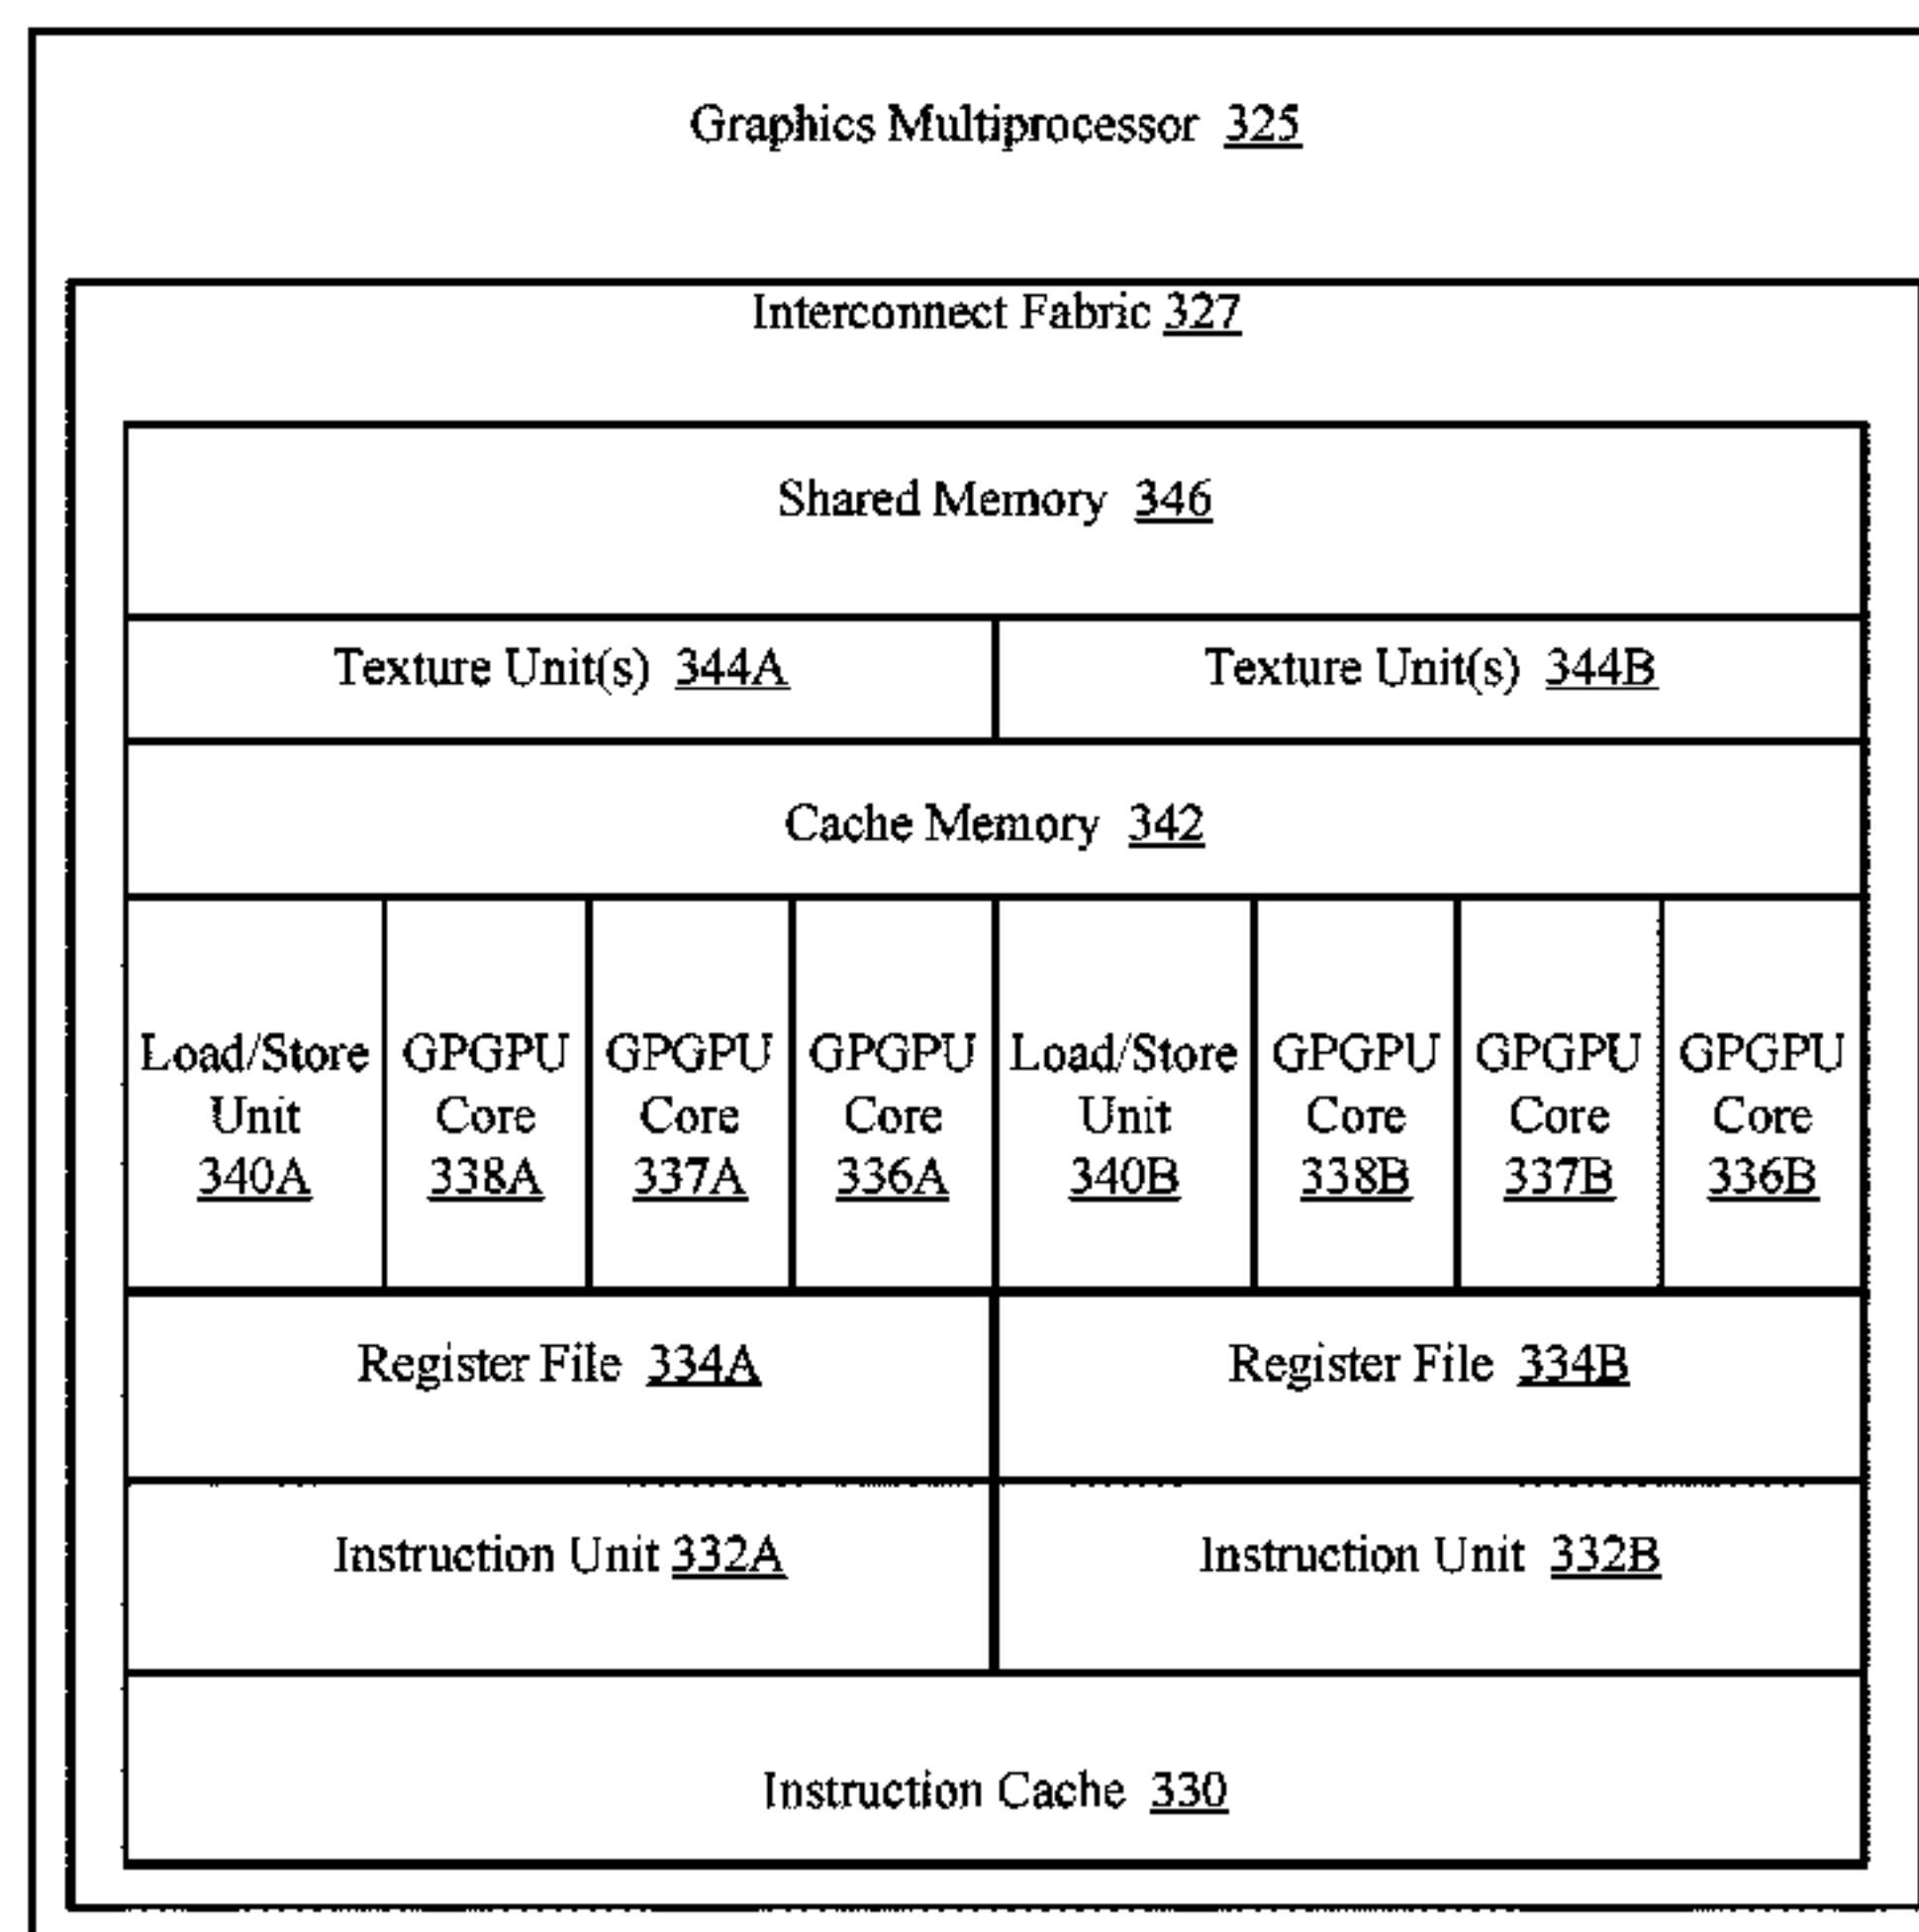 Graphics Multiprocessor 325
Interconnect Fabric 327
Shared Memory 346
Texture Unit(s) 344A
Texture Unit(s) 344B
Cache Memory 342
Load/Store
Unit
340A
GPGPU
Core
338A
GPGPU
Core
337A
GPGPU
Core
336A
Load/Store
Unit
340B
GPGPU
Core
338B
GPGPU
Core
337B
GPGPU
Core
336B
Register File 334A
Register File 334B
Instruction Unit 332A
Instruction Unit 332B
Instruction Cache 330